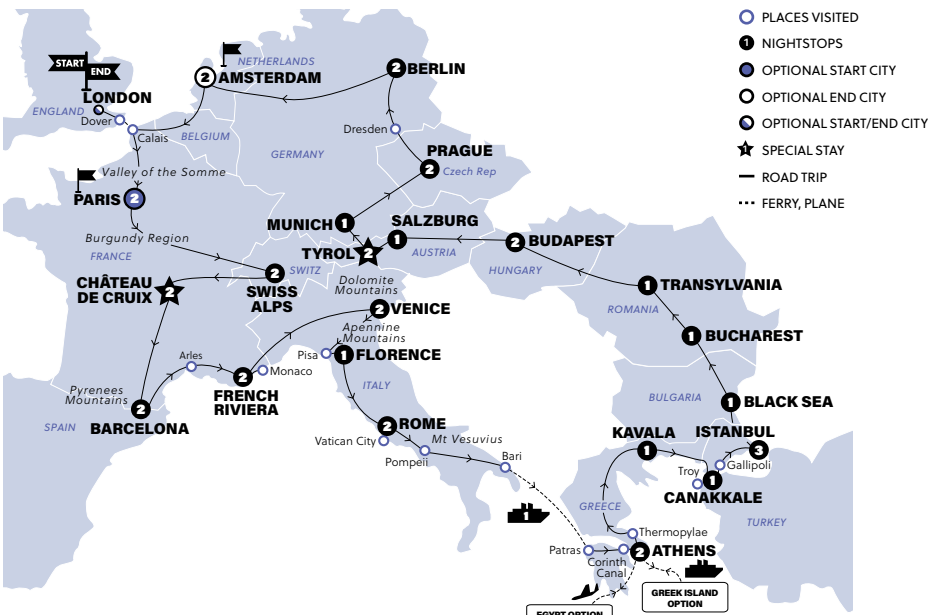 PLACES VISITED
1 NIGHTSTOPS
OPTIONAL START CITY
OPTIONAL END CITY
OPTIONAL START/END CITY
1 SPECIAL STAY
ROAD TRIP
FERRY, PLANE
START
END
LONDON
ENGLAND
Dover
Calais
NETHERLANDS
2 AMSTERDAM
BELGIUM
2 BERLIN
Dresden
GERMANY
PRAGUE
2
Czech Rep
Valley of the Somme
PARIS 2
Burgundy Region
FRANCE
MUNICH 1
SALZBURG
1
TYROL 2
AUSTRIA
2 BUDAPEST
HUNGARY
CHÂTEAU
DE CRUIX
2
2
SWISS
ALPS
SWITZ
Dolomite
Mountains
2 VENICE
1 TRANSYLVANIA
ROMANIA
1 BUCHAREST
Apennine
Mountains
Pisa
1 FLORENCE
Arles
Monaco
2
FRENCH
RIVIERA
ITALY
Pyrenees
Mountains
2
BARCELONA
SPAIN
2 ROME
Vatican City
Mt Vesuvius
Pompeii
Bari
BULGARIA
1 BLACK SEA
KAVALA
1
ISTANBUL
3
Gallipoli
Troy
1
CANAKKALE
TURKEY
GREECE
1
Thermopylae
Patras
Corinth
Canal
2 ATHENS
GREEK ISLAND
OPTION
EGYPT OPTION